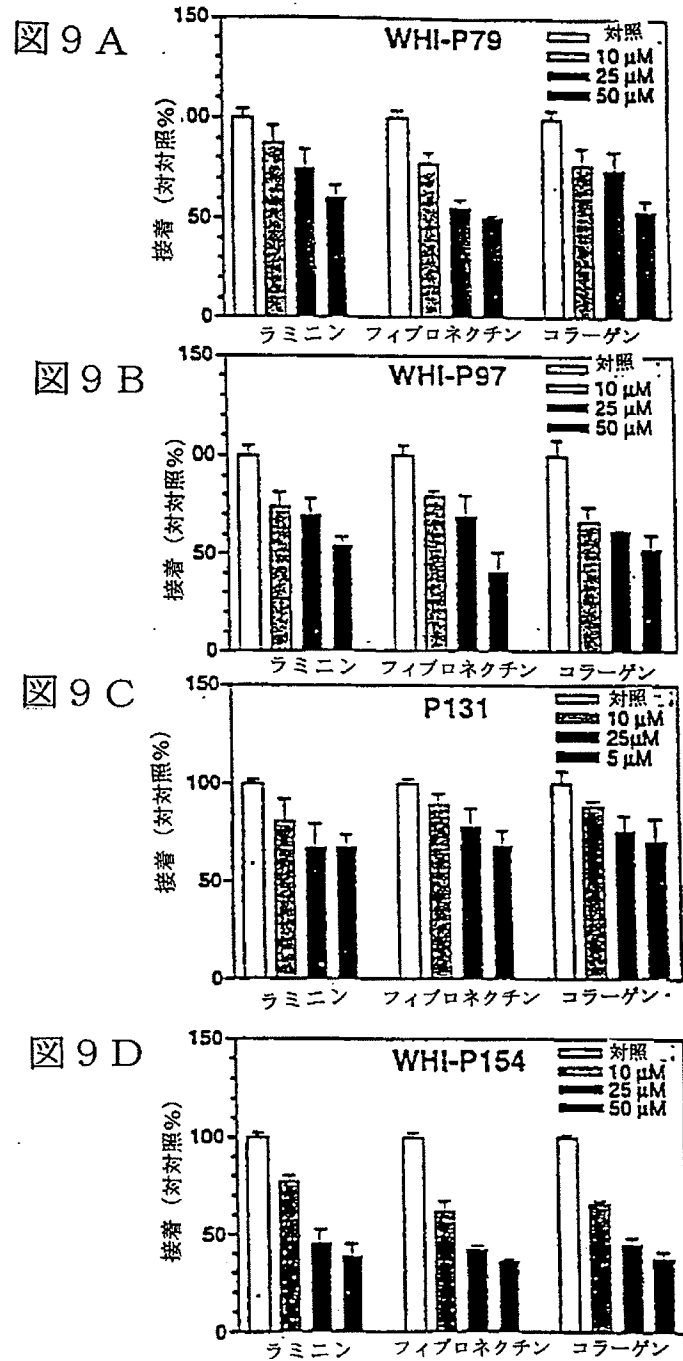 図9A
WHI-P79
対照
10 μM
25 μM
50 μM
接着 (対対照%)
150
00
50
0
ラミニン
フィブロネクチン
コラーゲン
図9B
WHI-P97
対照
10 μM
25 μM
50 μM
接着 (対対照%)
150
00
50
0
ラミニン
フィブロネクチン
コラーゲン
図9C
P131
対照
10 μM
25μM
5 μM
接着 (対対照%)
150
100
50
0
ラミニン
フィブロネクチン
コラーゲン
図9D
WHI-P154
対照
10 μM
25 μM
50 μM
接着 (対対照%)
150
100
50
0
ラミニン
フィブロネクチン
コラーゲン